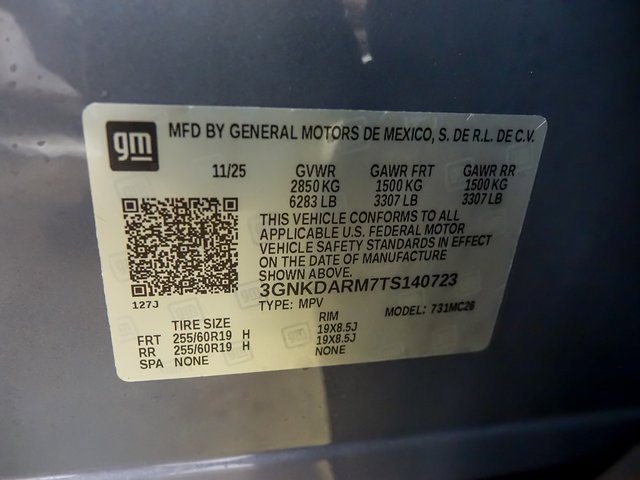 gm
MFD BY GENERAL MOTORS DE MEXICO, S. DE R.L. DE C.V.
11/25 GVWR GAWR FRT GAWR RR
2850 KG 1500 KG 1500 KG
6283 LB 3307 LB 3307 LB
THIS VEHICLE CONFORMS TO ALL
APPLICABLE U.S. FEDERAL MOTOR
VEHICLE SAFETY STANDARDS IN EFFECT
ON THE DATE OF MANUFACTURE
SHOWN ABOVE.
3GNKDARM7TS140723
127J
TYPE: MPV MODEL: 731MC26
TIRE SIZE RIM
FRT 255/60R19 H 19X8.5J
RR 255/60R19 H 19X8.5J
SPA NONE NONE